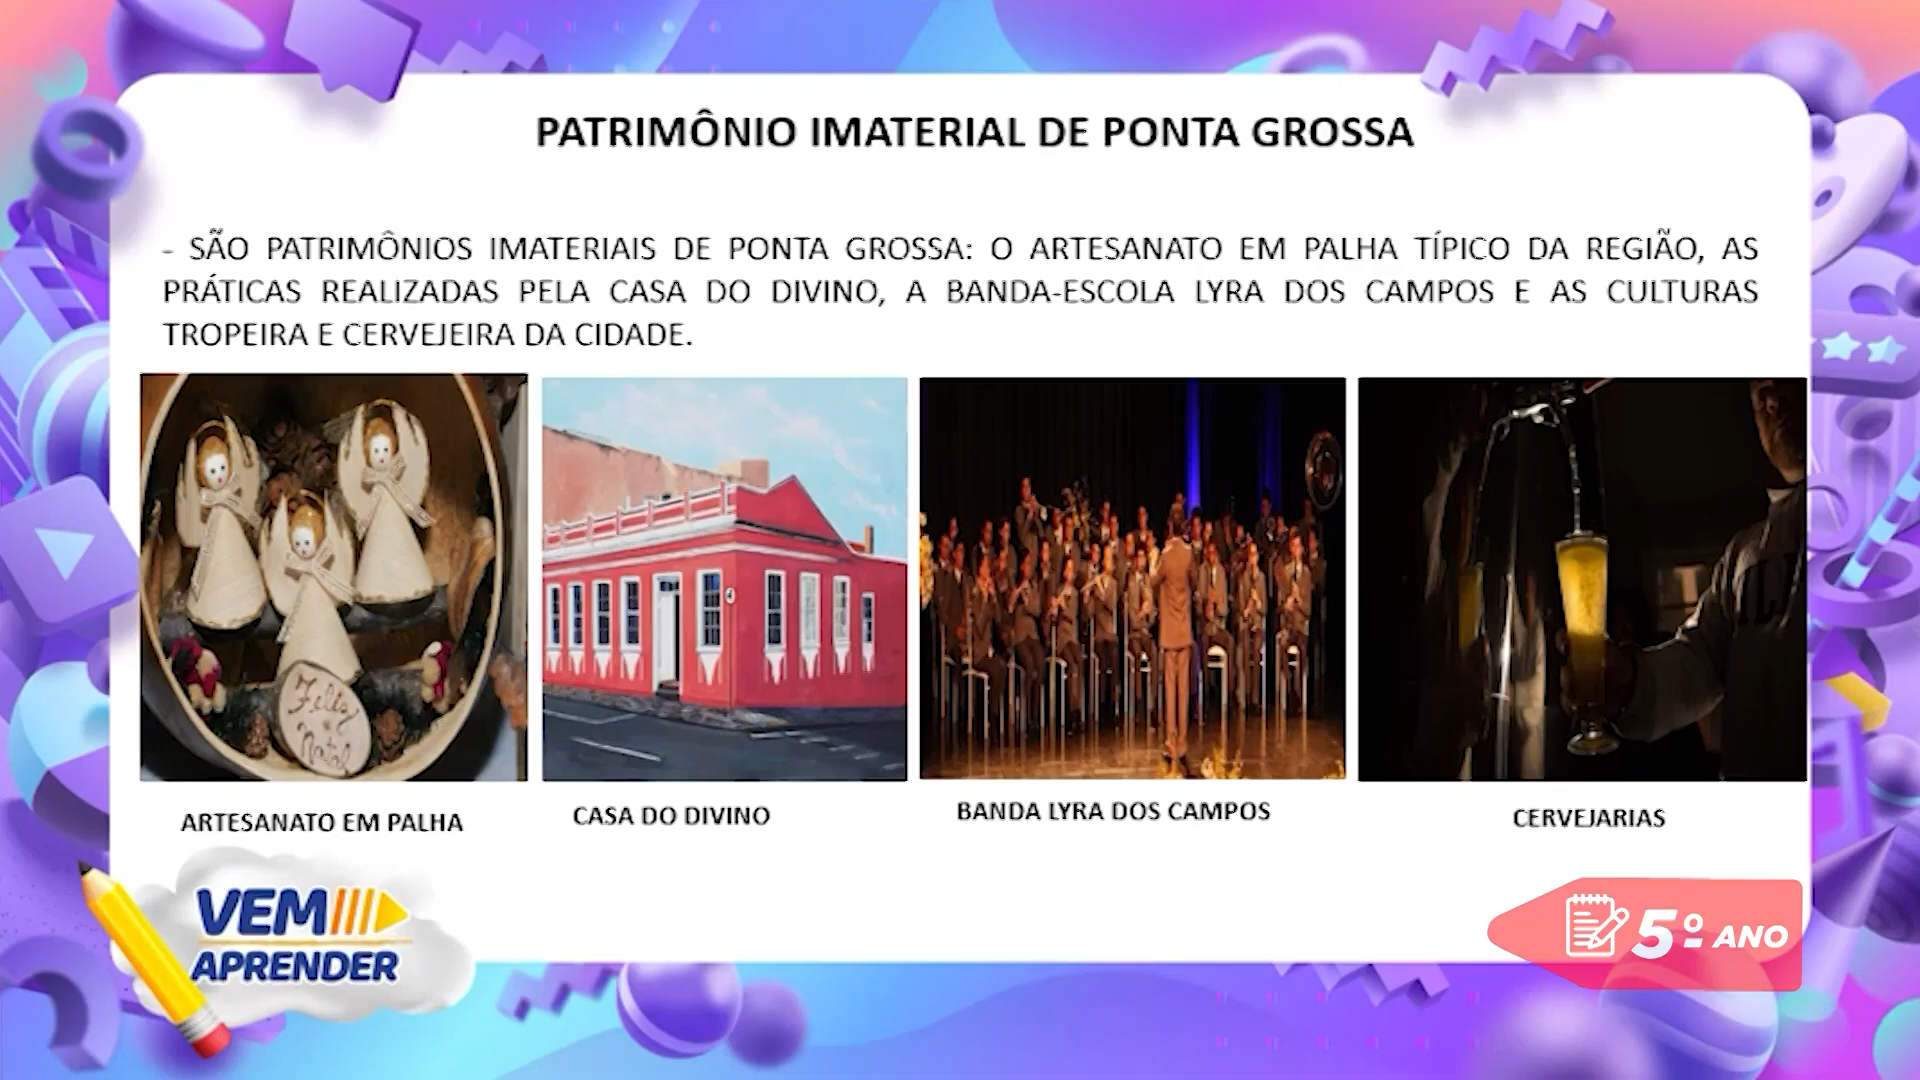 PATRIMÔNIO IMATERIAL DE PONTA GROSSA
- SÃO PATRIMÔNIOS IMATERIAIS DE PONTA GROSSA: O ARTESANATO EM PALHA TÍPICO DA REGIÃO, AS
PRÁTICAS REALIZADAS PELA CASA DO DIVINO, A BANDA-ESCOLA LYRA DOS CAMPOS E AS CULTURAS
TROPEIRA E CERVEJEIRA DA CIDADE.
Feliz
Natal
ARTESANATO EM PALHA
CASA DO DIVINO
BANDA LYRA DOS CAMPOS
CERVEJARIAS
VEM
APRENDER
5º ANO